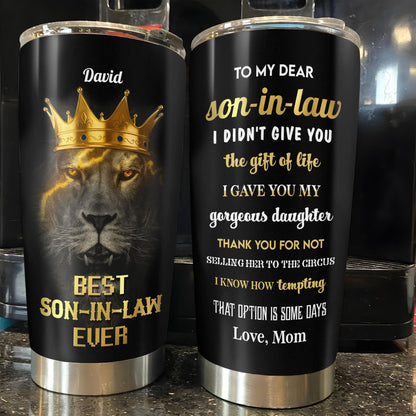 David
BEST
SON-IN-LAW
EVER
TO MY DEAR
son-in-law
I DIDN'T GIVE YOU
the gift of life
I GAVE YOU MY
gorgeous daughter
THANK YOU FOR NOT
SELLING HER TO THE CIRCUS
I KNOW HOW tempting
THAT OPTION IS SOME DAYS
Love, Mom